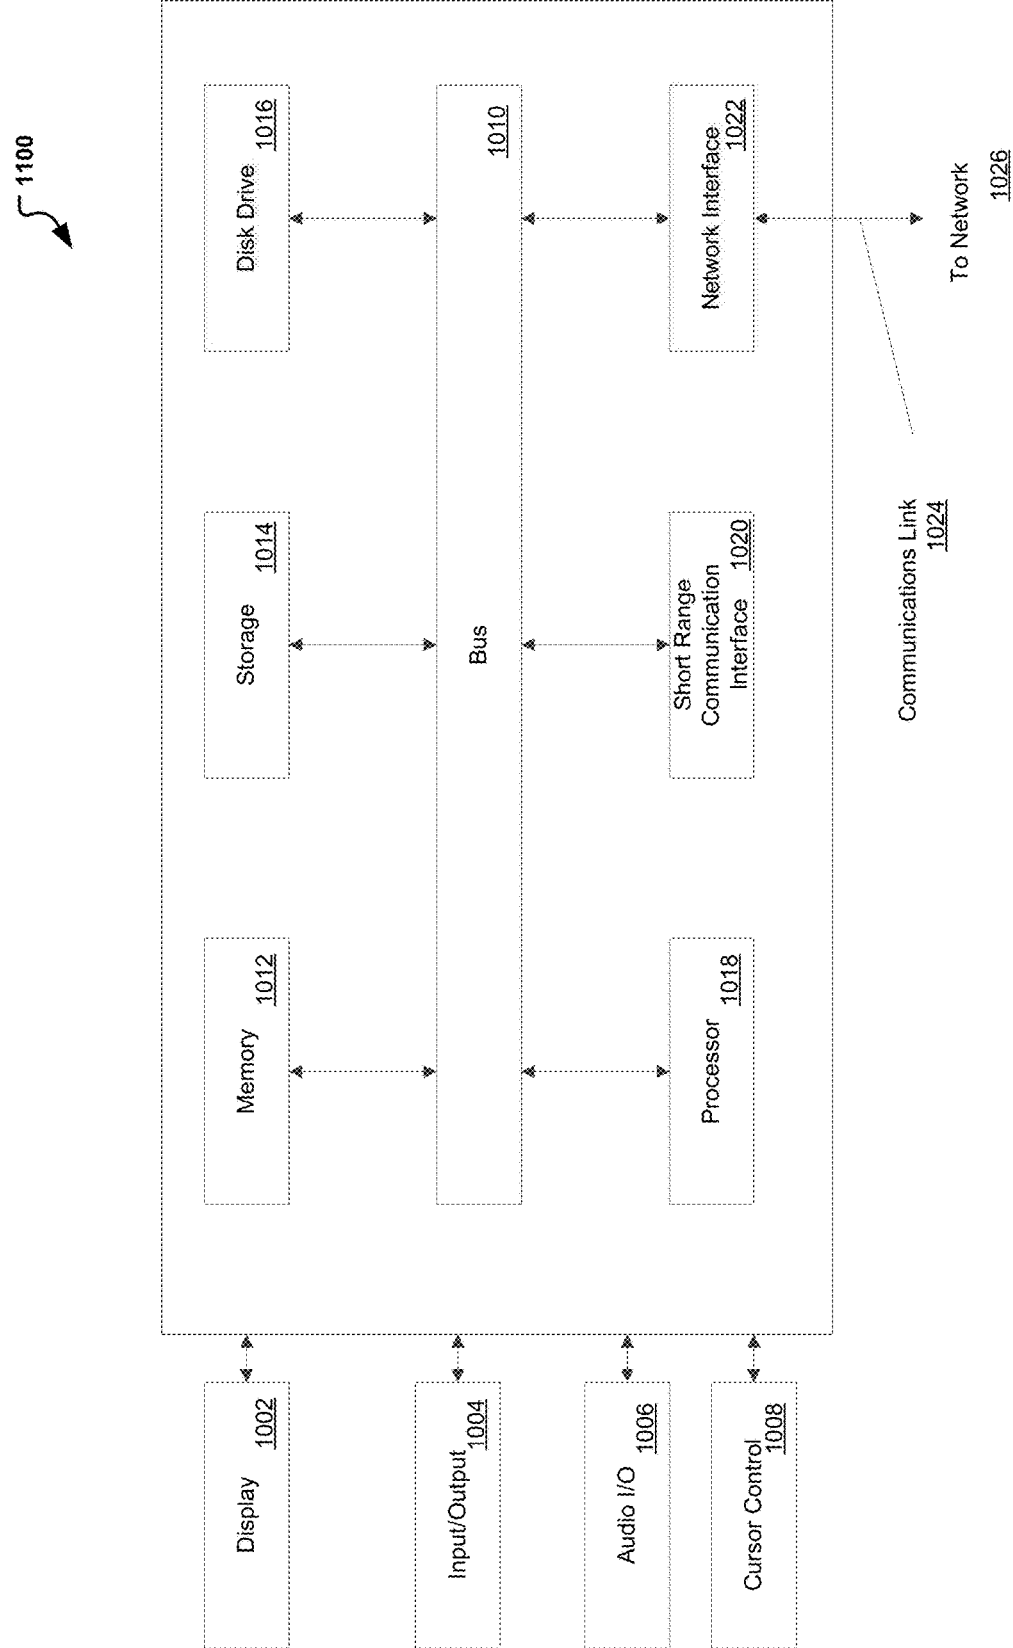 1100
Display
1002
Input/Output
1004
Audio I/O
1006
Cursor Control
1008
Memory
1012
Storage
1014
Disk Drive
1016
Bus
1010
Processor
1018
Short Range
Communication
Interface
1020
Network Interface
1022
Communications Link
1024
To Network
1026